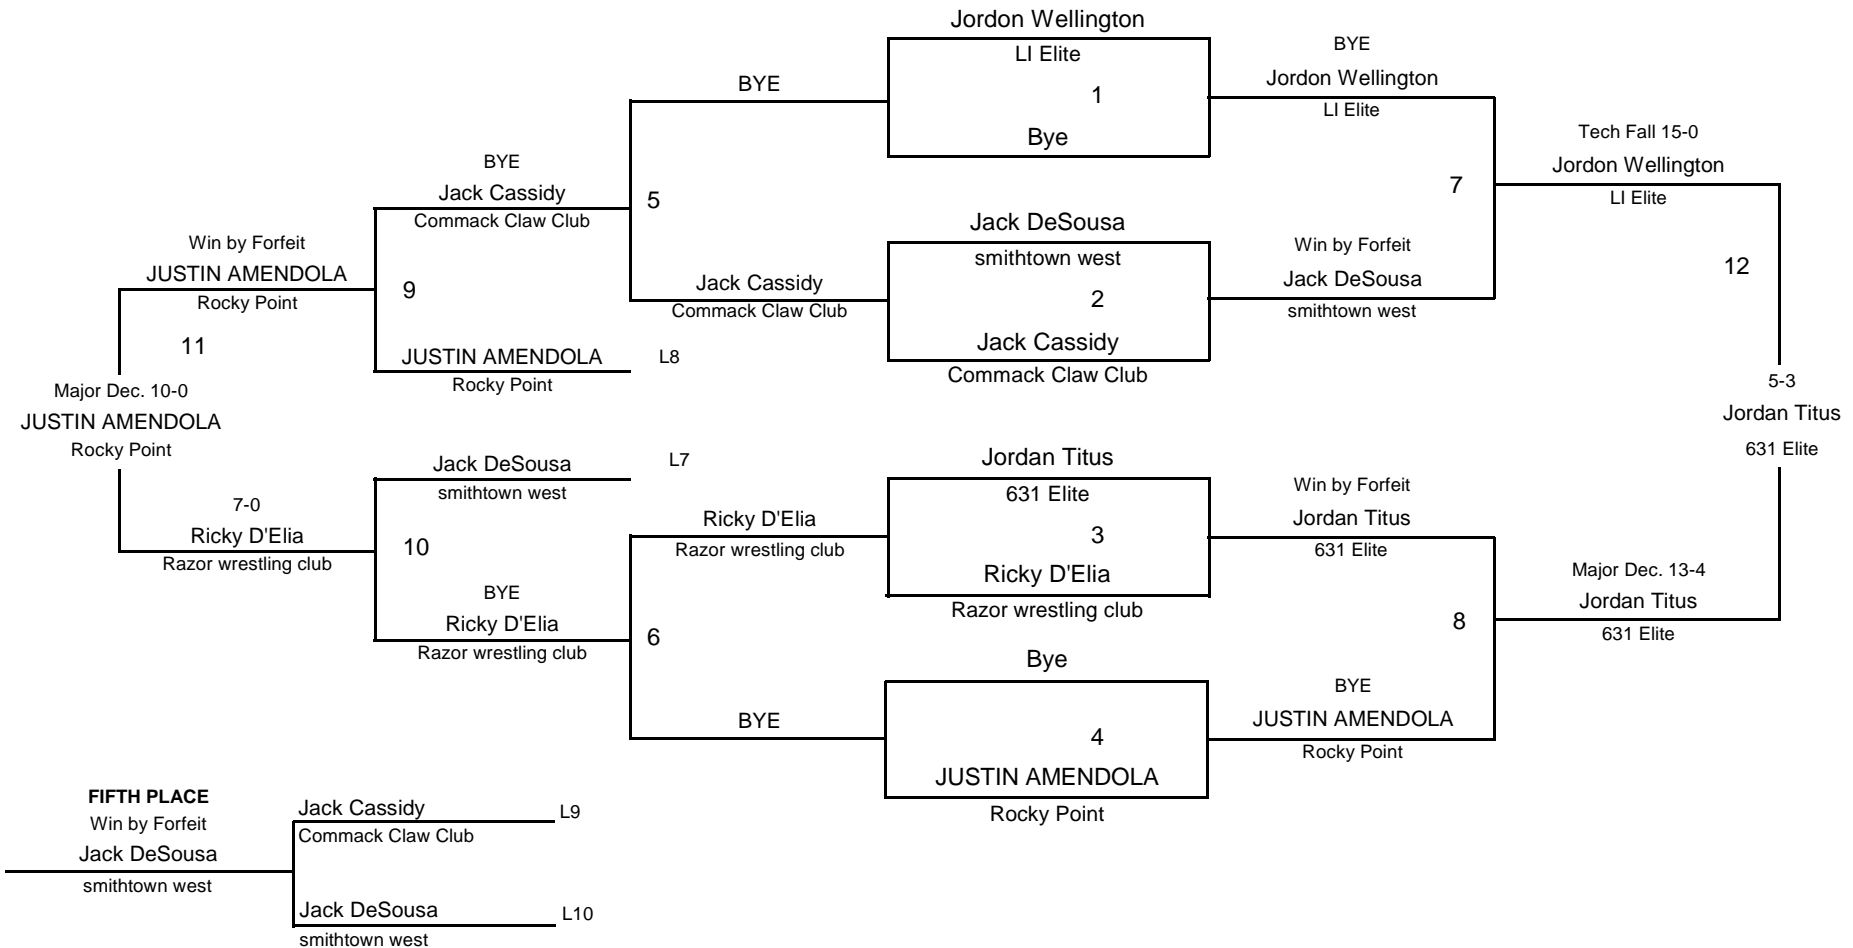 Jordon Wellington
LI Elite
1
Bye
BYE
Jordon Wellington
LI Elite
BYE
Tech Fall 15-0
Jordon Wellington
LI Elite
BYE
Jack Cassidy
Commack Claw Club
5
7
Jack DeSousa
smithtown west
2
Jack Cassidy
Commack Claw Club
Win by Forfeit
Jack DeSousa
smithtown west
12
Win by Forfeit
JUSTIN AMENDOLA
Rocky Point
9
Jack Cassidy
Commack Claw Club
11
JUSTIN AMENDOLA
Rocky Point
L8
Major Dec. 10-0
JUSTIN AMENDOLA
Rocky Point
5-3
Jordan Titus
631 Elite
Jack DeSousa
smithtown west
L7
Jordan Titus
631 Elite
3
Ricky D'Elia
Razor wrestling club
Win by Forfeit
Jordan Titus
631 Elite
7-0
Ricky D'Elia
Razor wrestling club
10
Ricky D'Elia
Razor wrestling club
BYE
Ricky D'Elia
Razor wrestling club
6
8
Major Dec. 13-4
Jordan Titus
631 Elite
Bye
4
JUSTIN AMENDOLA
Rocky Point
BYE
BYE
JUSTIN AMENDOLA
Rocky Point
FIFTH PLACE
Win by Forfeit
Jack DeSousa
smithtown west
Jack Cassidy
Commack Claw Club
L9
Jack DeSousa
smithtown west
L10